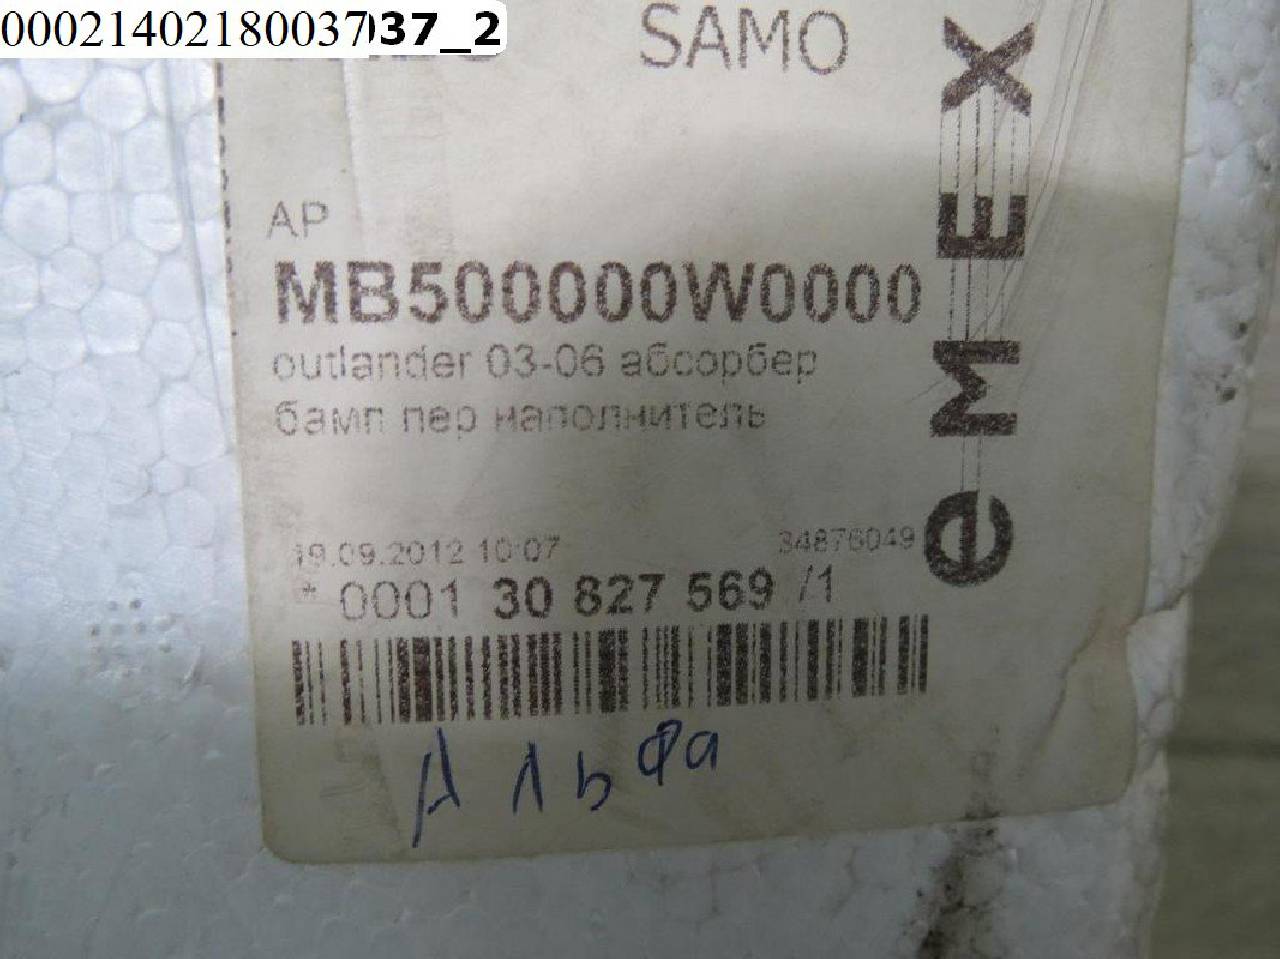 00021402180037037_2
SAMO
AP
MB500000W0000
outlander 03-06 абсорбер
бамп пер наполнитель
19.09.2012 10:07 34876049
* 0001 30 827 569 /1
Альфа
eMEX